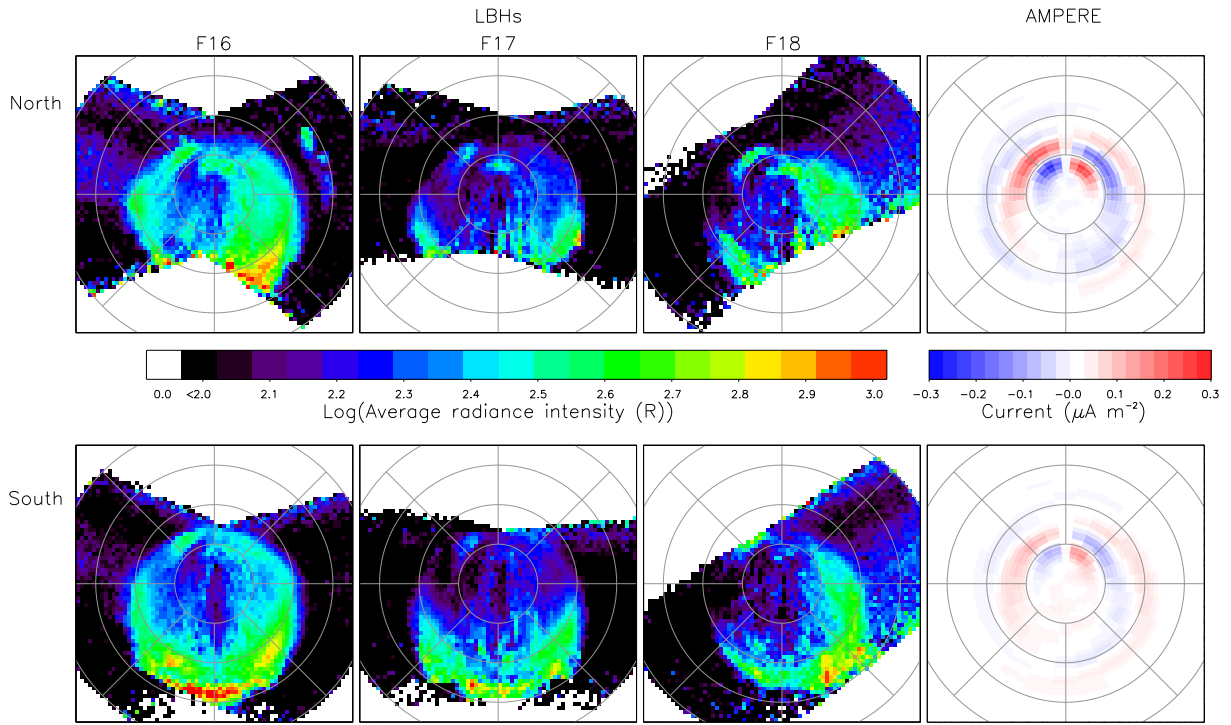 LBHs
AMPERE
F16
F17
F18
North
0.0 <2.0 2.1 2.2 2.3 2.4 2.5 2.6 2.7 2.8 2.9 3.0
Log(Average radiance intensity (R))
−0.3 −0.2 −0.1 −0.0 0.1 0.2 0.3
Current (μA m⁻²)
South